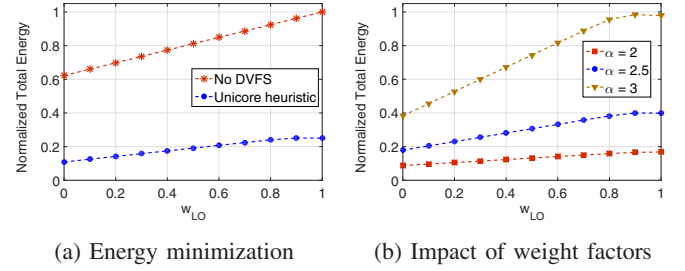 Normalized Total Energy
1
0.8
0.6
0.4
0.2
0
0 0.2 0.4 0.6 0.8 1
w_LO
No DVFS
Unicore heuristic
(a) Energy minimization
Normalized Total Energy
1
0.8
0.6
0.4
0.2
0
0 0.2 0.4 0.6 0.8 1
w_LO
α = 2
α = 2.5
α = 3
(b) Impact of weight factors